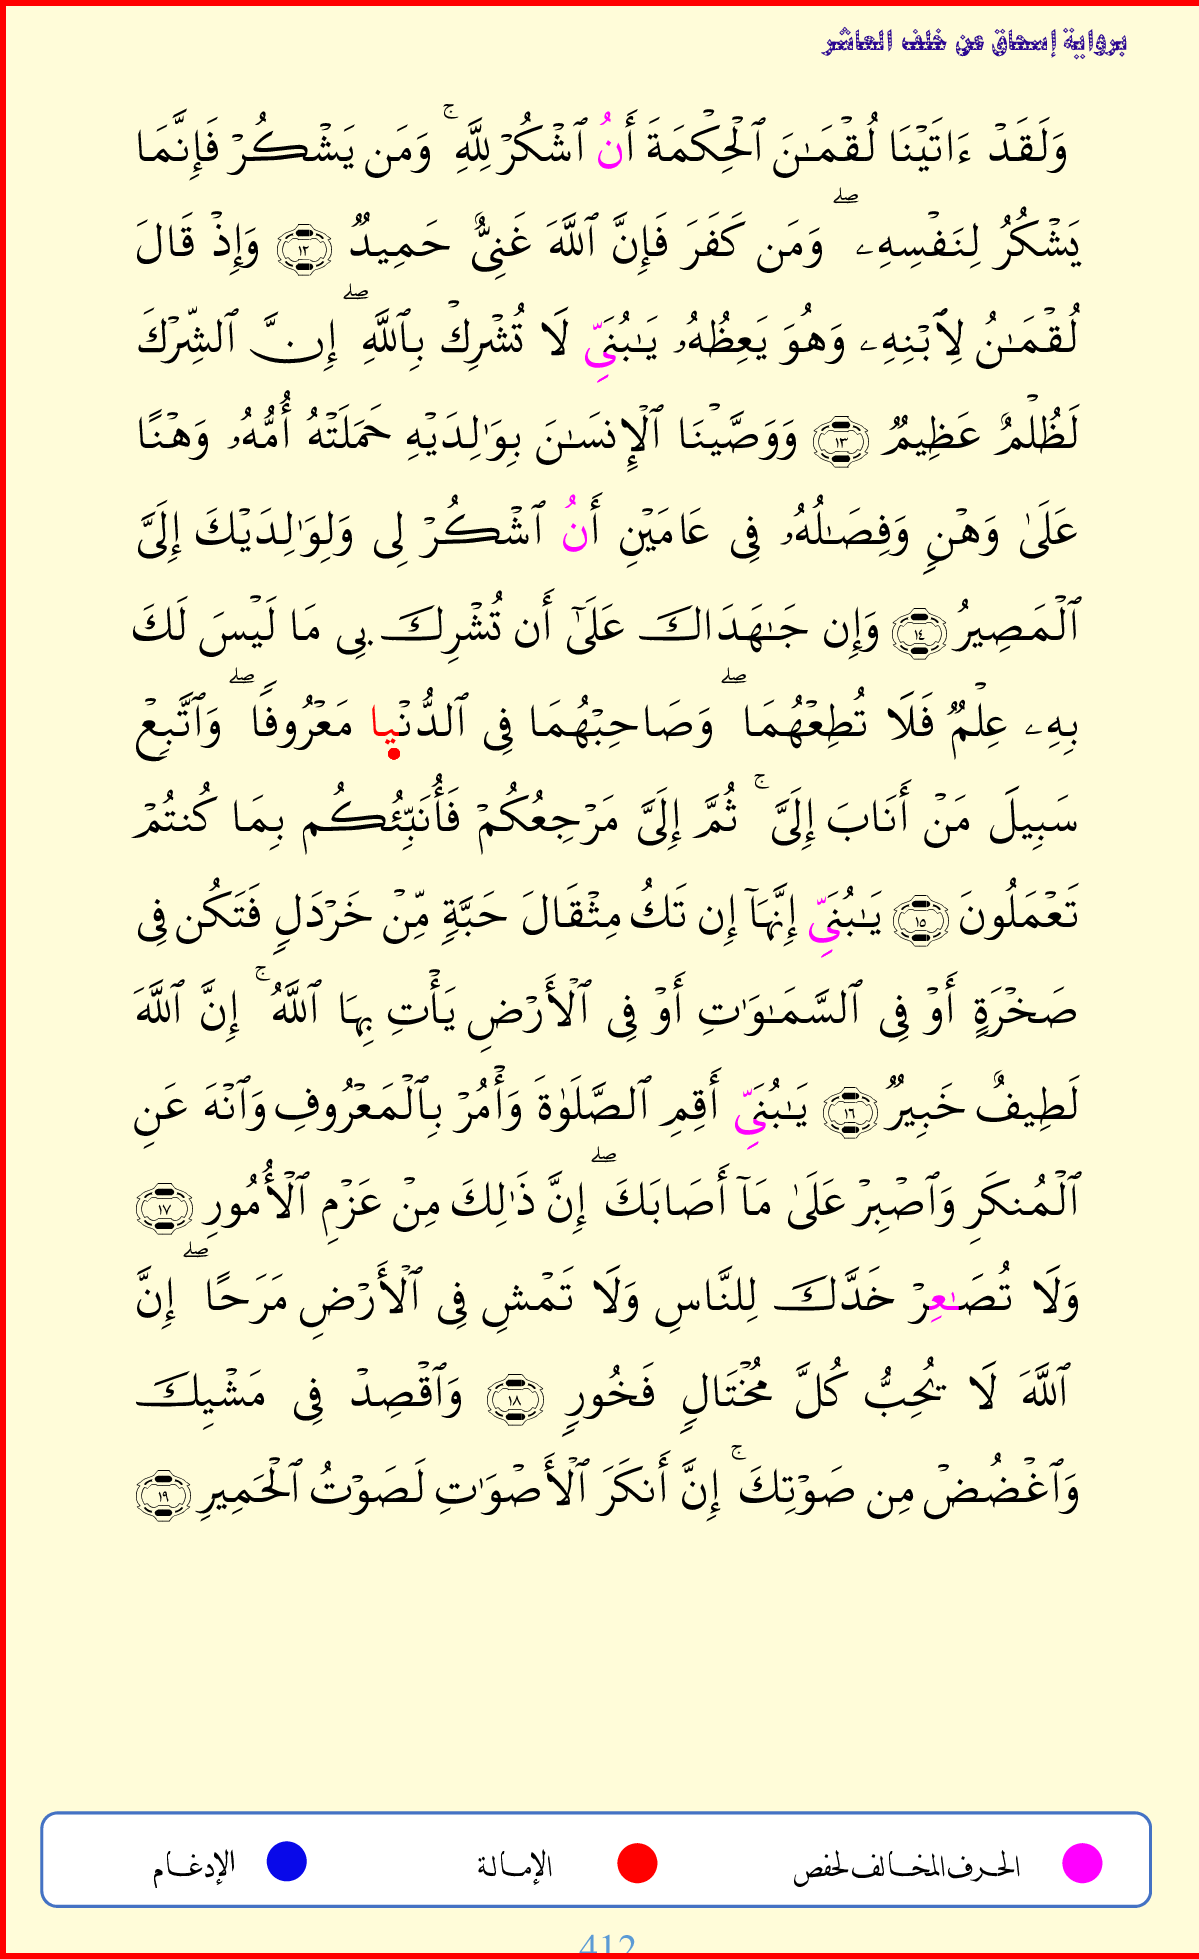 برواية إسحاق عن خلف العاشر
وَلَقَدۡ ءَاتَيۡنَا لُقۡمَـٰنَ ٱلۡحِكۡمَةَ أَنُ ٱشۡكُرۡ لِلَّهِۚ وَمَن يَشۡكُرۡ فَإِنَّمَا
يَشۡكُرُ لِنَفۡسِهِۦۖ وَمَن كَفَرَ فَإِنَّ ٱللَّهَ غَنِىٌّ حَمِيدٌ ١٢ وَإِذۡ قَالَ
لُقۡمَـٰنُ لِٱبۡنِهِۦ وَهُوَ يَعِظُهُۥ يَـٰبُنَىِّ لَا تُشۡرِكۡ بِٱللَّهِۖ إِنَّ ٱلشِّرۡكَ
لَظُلۡمٌ عَظِيمٌ ١٣ وَوَصَّيۡنَا ٱلۡإِنسَـٰنَ بِوَٰلِدَيۡهِ حَمَلَتۡهُ أُمُّهُۥ وَهۡنًا
عَلَىٰ وَهۡنٍ وَفِصَـٰلُهُۥ فِى عَامَيۡنِ أَنُ ٱشۡكُرۡ لِى وَلِوَٰلِدَيۡكَ إِلَىَّ
ٱلۡمَصِيرُ ١٤ وَإِن جَـٰهَدَاكَ عَلَىٰٓ أَن تُشۡرِكَ بِى مَا لَيۡسَ لَكَ
بِهِۦ عِلۡمٌ فَلَا تُطِعۡهُمَاۖ وَصَاحِبۡهُمَا فِى ٱلدُّنۡيا مَعۡرُوفًاۖ وَٱتَّبِعۡ
سَبِيلَ مَنۡ أَنَابَ إِلَىَّۚ ثُمَّ إِلَىَّ مَرۡجِعُكُمۡ فَأُنَبِّئُكُم بِمَا كُنتُمۡ
تَعۡمَلُونَ ١٥ يَـٰبُنَىِّ إِنَّهَآ إِن تَكُ مِثۡقَالَ حَبَّةٍ مِّنۡ خَرۡدَلٍ فَتَكُن فِى
صَخۡرَةٍ أَوۡ فِى ٱلسَّمَـٰوَٰتِ أَوۡ فِى ٱلۡأَرۡضِ يَأۡتِ بِهَا ٱللَّهُۚ إِنَّ ٱللَّهَ
لَطِيفٌ خَبِيرٌ ١٦ يَـٰبُنَىِّ أَقِمِ ٱلصَّلَوٰةَ وَأۡمُرۡ بِٱلۡمَعۡرُوفِ وَٱنۡهَ عَنِ
ٱلۡمُنكَرِ وَٱصۡبِرۡ عَلَىٰ مَآ أَصَابَكَۖ إِنَّ ذَٰلِكَ مِنۡ عَزۡمِ ٱلۡأُمُورِ ١٧
وَلَا تُصَـٰعِرۡ خَدَّكَ لِلنَّاسِ وَلَا تَمۡشِ فِى ٱلۡأَرۡضِ مَرَحًاۖ إِنَّ
ٱللَّهَ لَا يُحِبُّ كُلَّ مُخۡتَالٍ فَخُورٍ ١٨ وَٱقۡصِدۡ فِى مَشۡيِكَ
وَٱغۡضُضۡ مِن صَوۡتِكَۚ إِنَّ أَنكَرَ ٱلۡأَصۡوَٰتِ لَصَوۡتُ ٱلۡحَمِيرِ ١٩
الحرف المخالف لحفص الإمالة الإدغام
412